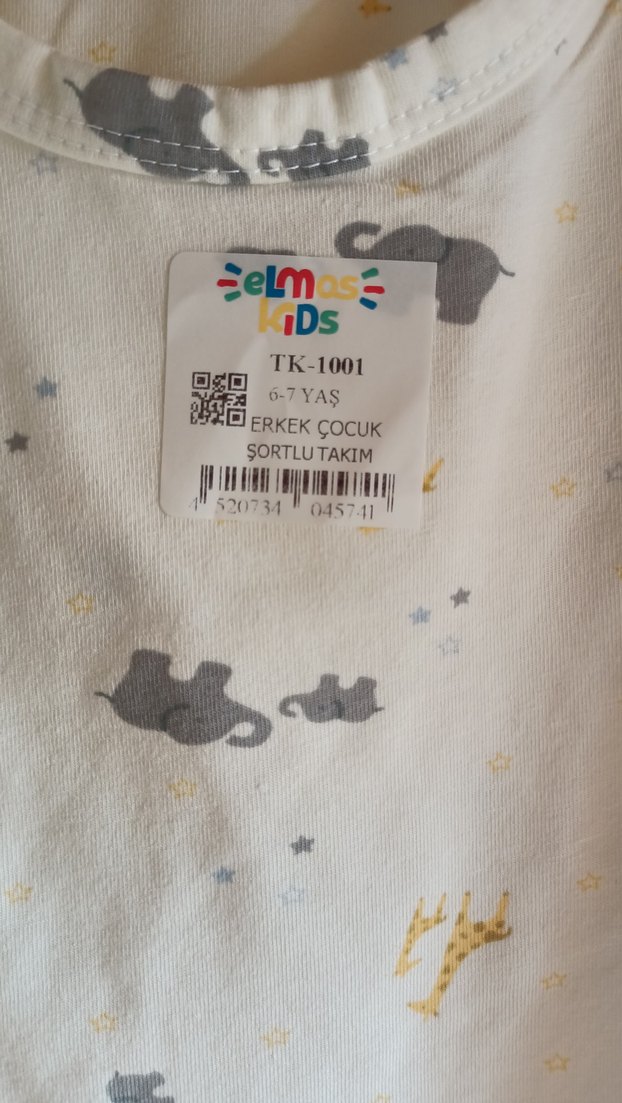 eLMas
KiDs
TK-1001
6-7 YAŞ
ERKEK ÇOCUK
ŞORTLU TAKIM
4 520734 045741